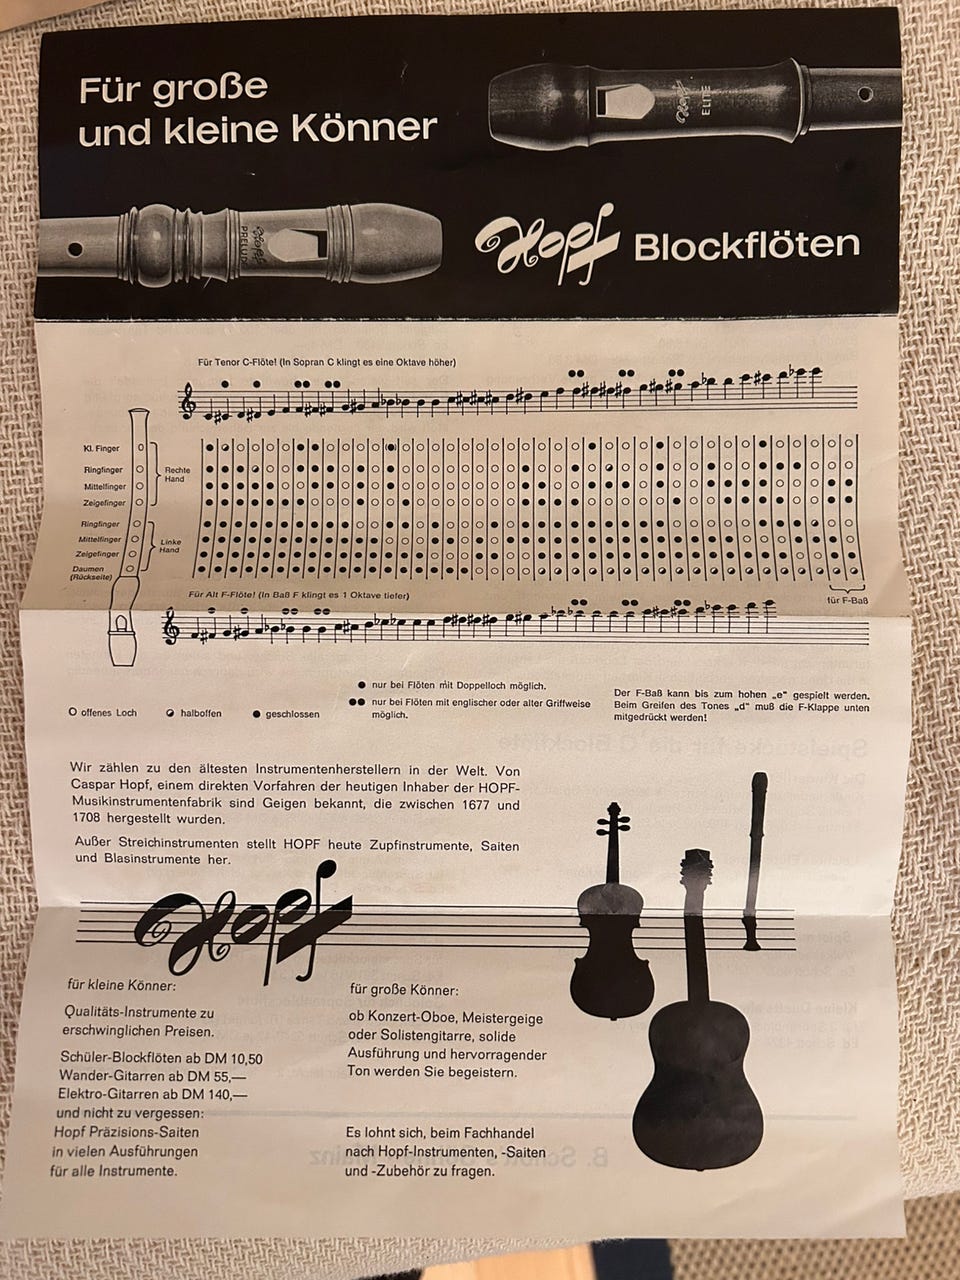 Für große
und kleine Könner
Hopf
ELITE
Hopf
PRELUDE
Hopf Blockflöten
Für Tenor C-Flöte! (In Sopran C klingt es eine Oktave höher)
Kl. Finger
Ringfinger
Mittelfinger
Zeigefinger
Rechte
Hand
Ringfinger
Mittelfinger
Zeigefinger
Daumen
(Rückseite)
Linke
Hand
für F-Baß
Für Alt F-Flöte! (In Baß F klingt es 1 Oktave tiefer)
O offenes Loch
halboffen
geschlossen
● nur bei Flöten mit Doppelloch möglich.
●● nur bei Flöten mit englischer oder alter Griffweise
möglich.
Der F-Baß kann bis zum hohen „e" gespielt werden.
Beim Greifen des Tones „d" muß die F-Klappe unten
mitgedrückt werden!
Wir zählen zu den ältesten Instrumentenherstellern in der Welt. Von
Caspar Hopf, einem direkten Vorfahren der heutigen Inhaber der HOPF-
Musikinstrumentenfabrik sind Geigen bekannt, die zwischen 1677 und
1708 hergestellt wurden.
Außer Streichinstrumenten stellt HOPF heute Zupfinstrumente, Saiten
und Blasinstrumente her.
Hopf
für kleine Könner:
Qualitäts-Instrumente zu
erschwinglichen Preisen.
Schüler-Blockflöten ab DM 10,50
Wander-Gitarren ab DM 55,—
Elektro-Gitarren ab DM 140,—
und nicht zu vergessen:
Hopf Präzisions-Saiten
in vielen Ausführungen
für alle Instrumente.
für große Könner:
ob Konzert-Oboe, Meistergeige
oder Solistengitarre, solide
Ausführung und hervorragender
Ton werden Sie begeistern.
Es lohnt sich, beim Fachhandel
nach Hopf-Instrumenten, -Saiten
und -Zubehör zu fragen.